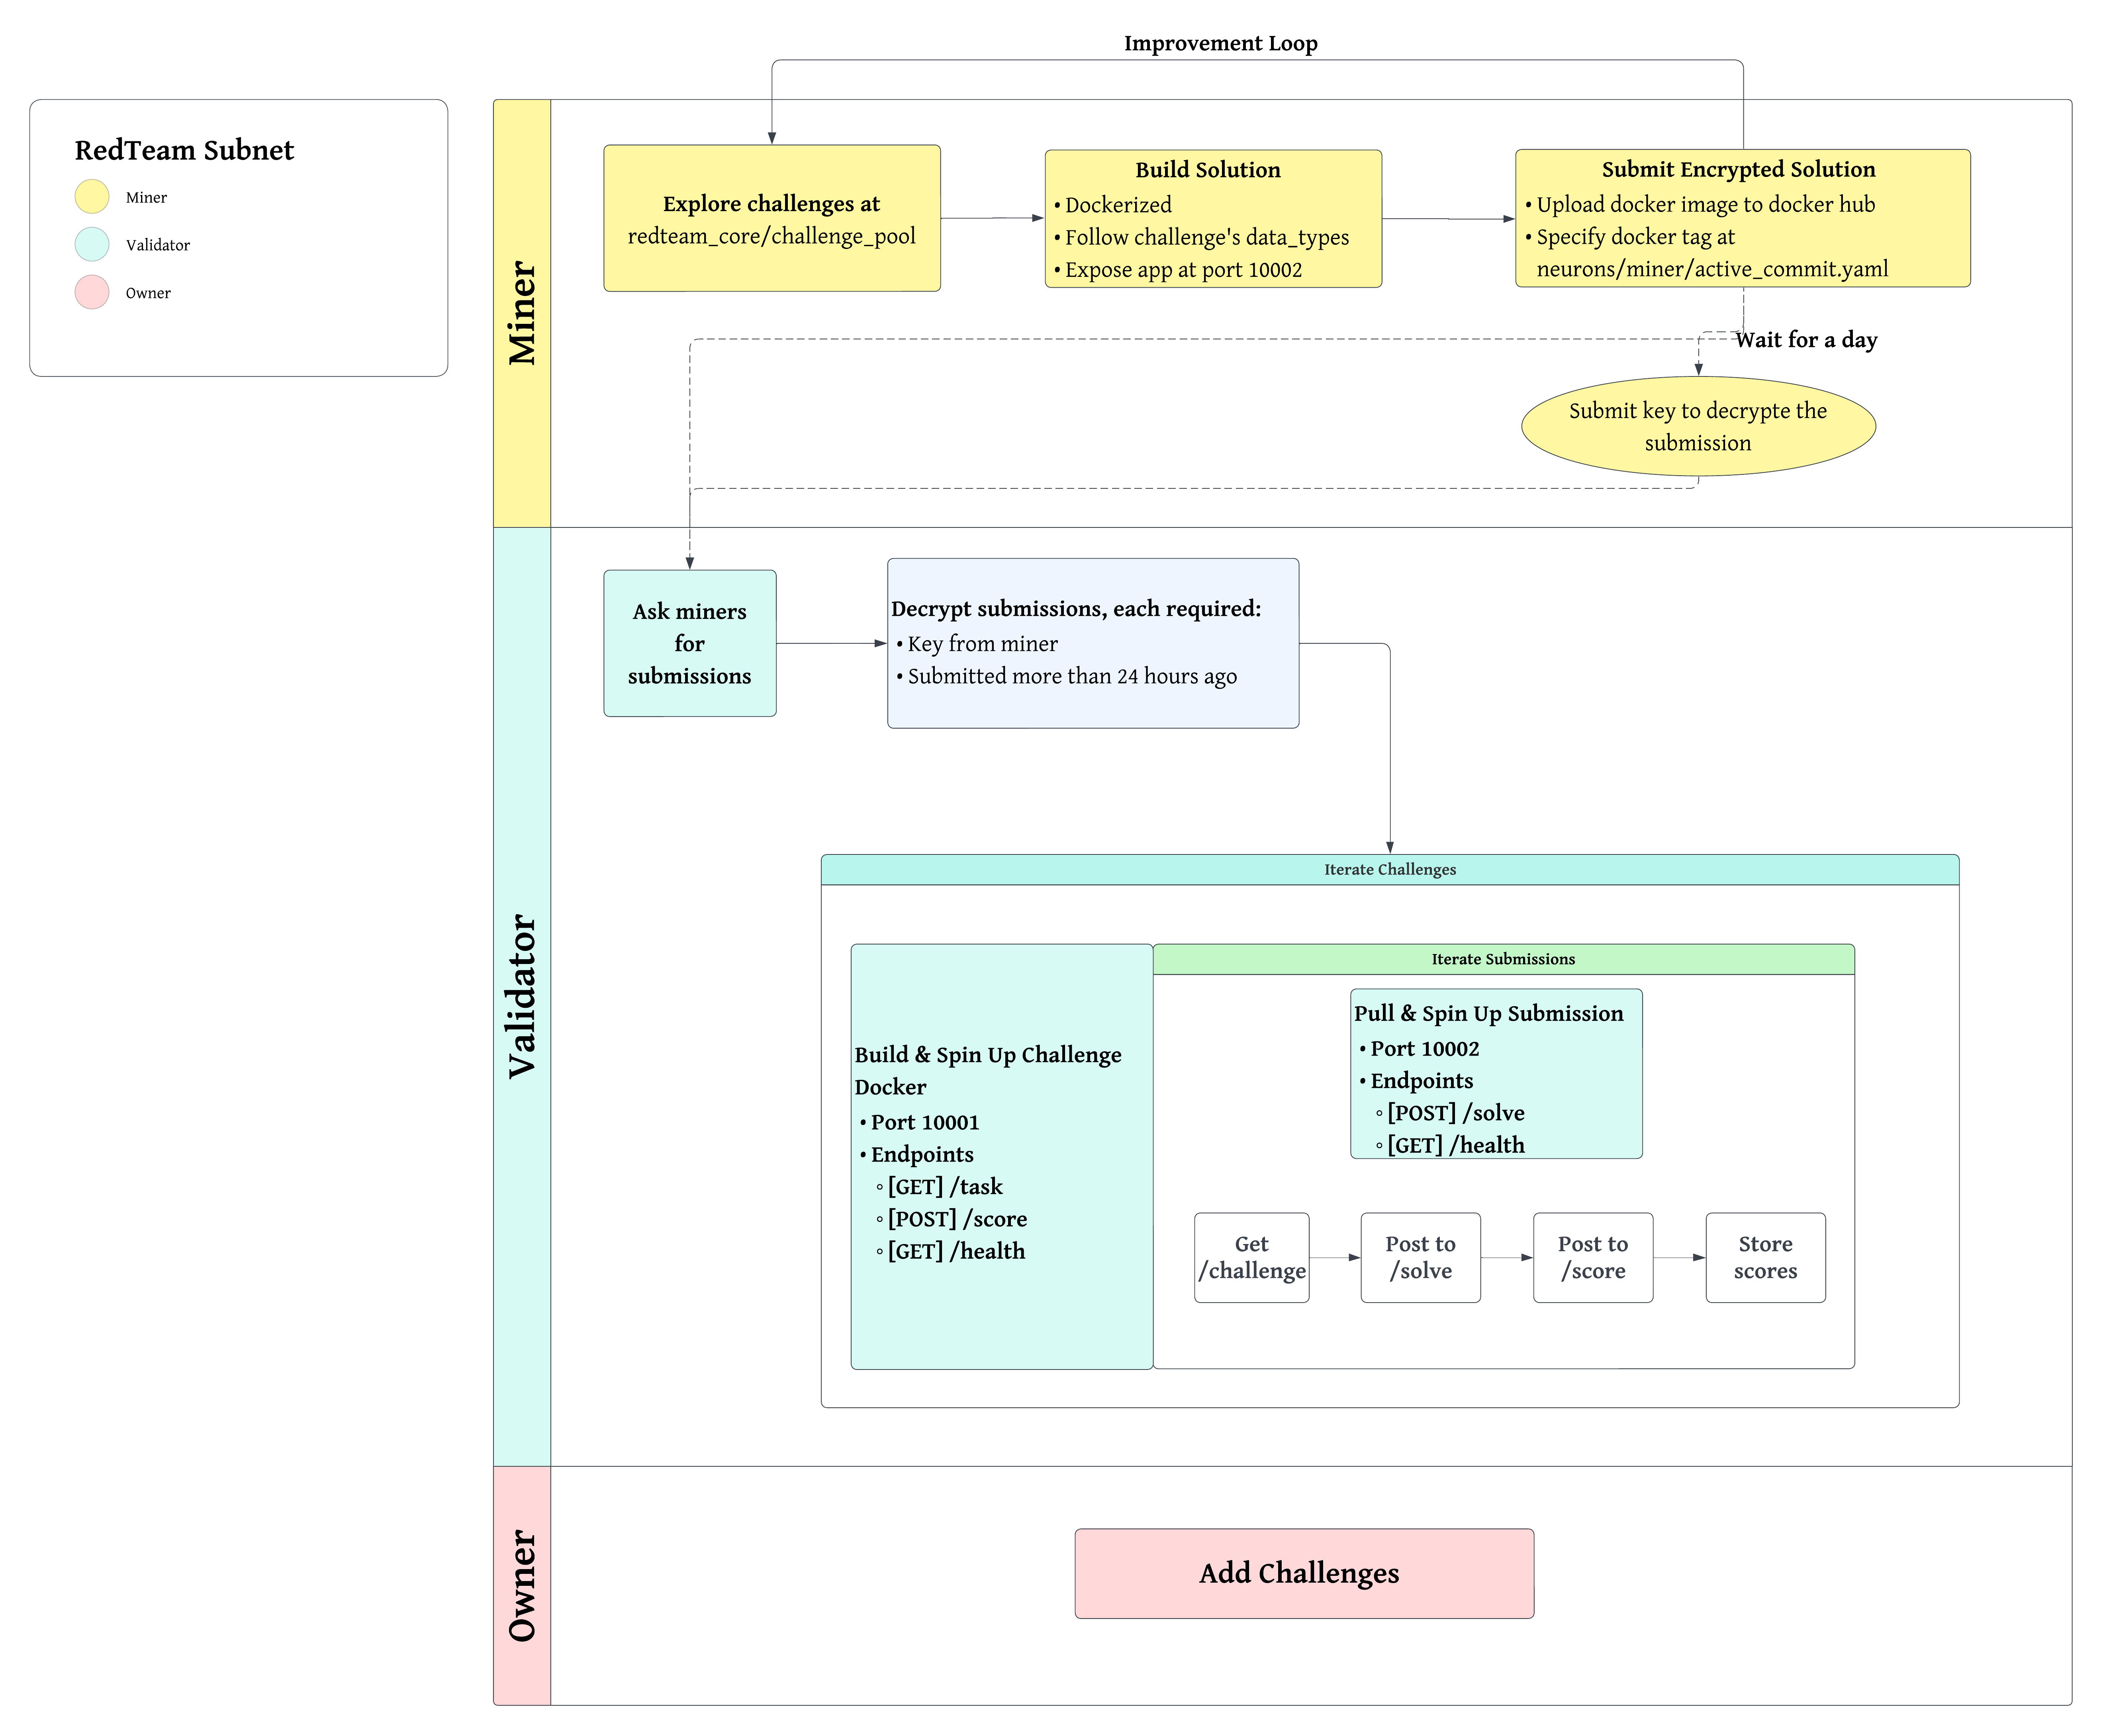 Improvement Loop
RedTeam Subnet
Miner
Validator
Owner
Miner
Explore challenges at
redteam_core/challenge_pool
Build Solution
• Dockerized
• Follow challenge's data_types
• Expose app at port 10002
Submit Encrypted Solution
• Upload docker image to docker hub
• Specify docker tag at
neurons/miner/active_commit.yaml
Wait for a day
Submit key to decrypte the
submission
Validator
Ask miners
for
submissions
Decrypt submissions, each required:
• Key from miner
• Submitted more than 24 hours ago
Iterate Challenges
Build & Spin Up Challenge
Docker
• Port 10001
• Endpoints
◦ [GET] /task
◦ [POST] /score
◦ [GET] /health
Iterate Submissions
Pull & Spin Up Submission
• Port 10002
• Endpoints
◦ [POST] /solve
◦ [GET] /health
Get
/challenge
Post to
/solve
Post to
/score
Store
scores
Owner
Add Challenges